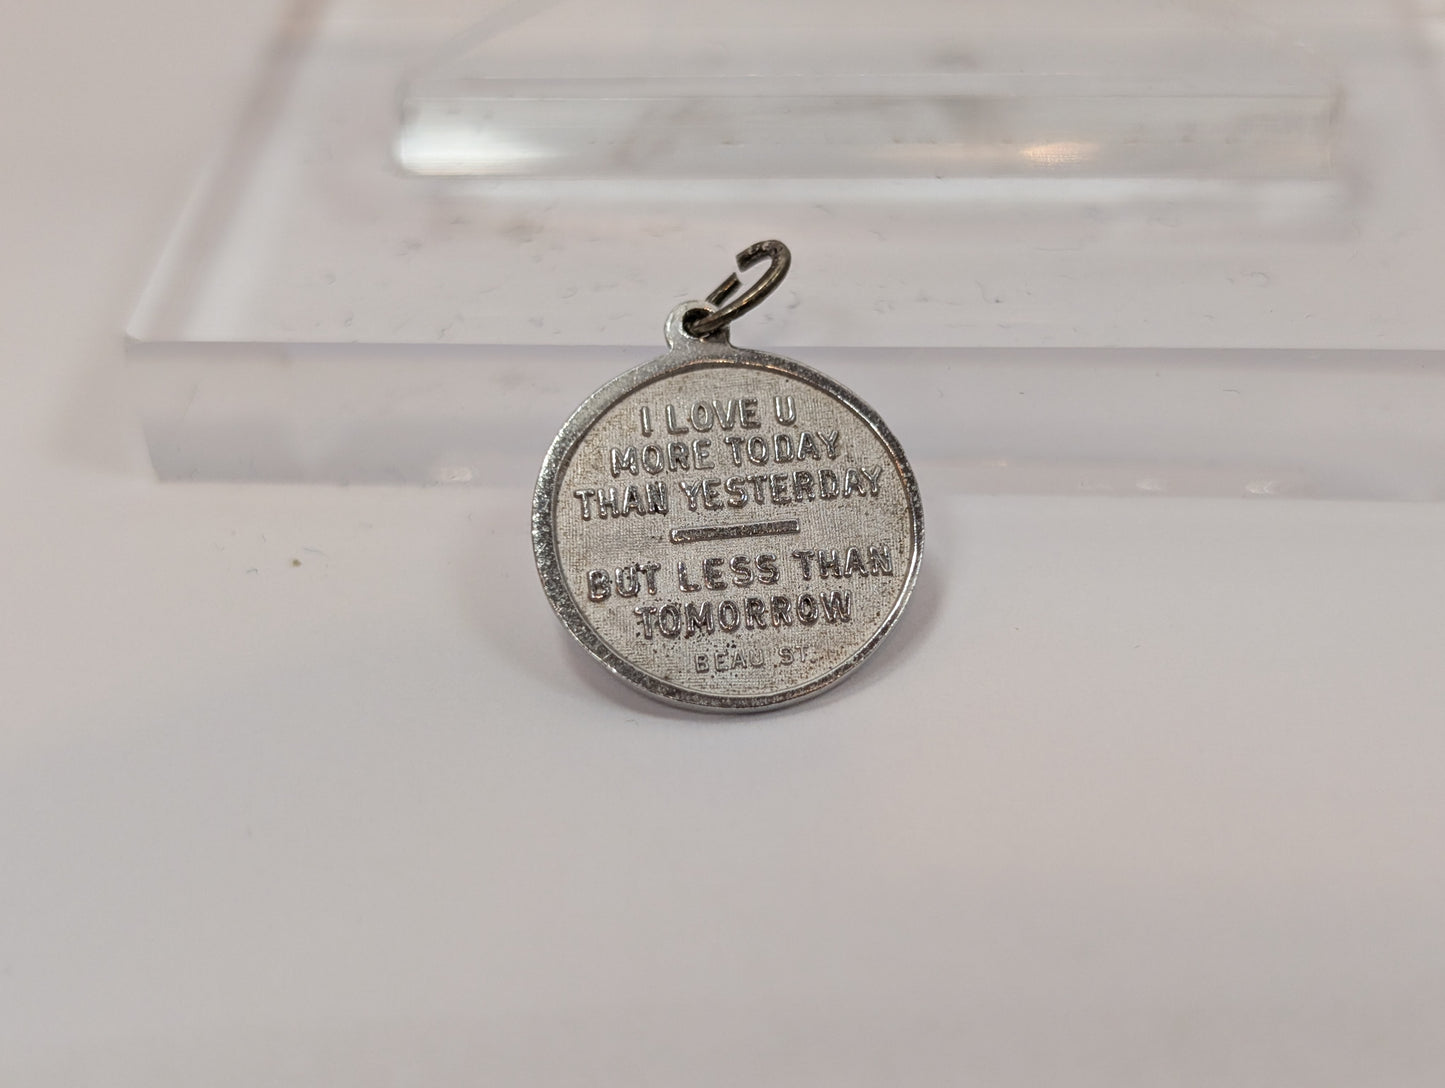 I LOVE U
MORE TODAY
THAN YESTERDAY
BUT LESS THAN
TOMORROW
BEAU ST.